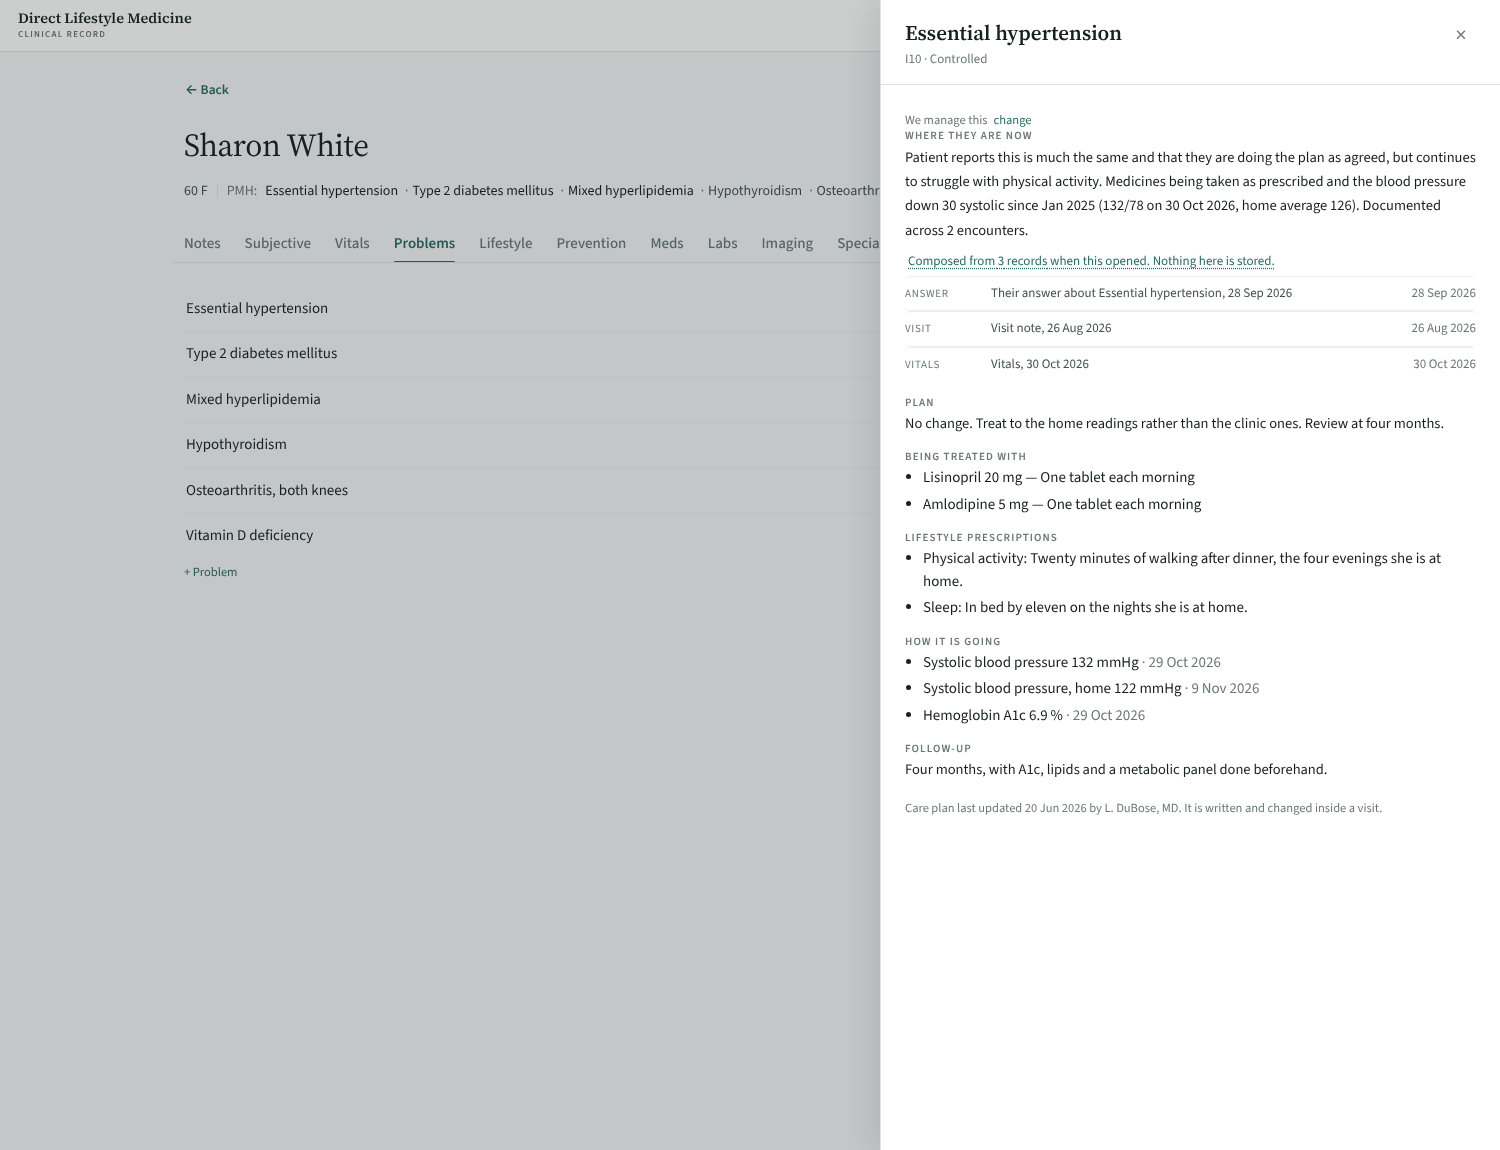 Direct Lifestyle Medicine
CLINICAL RECORD
← Back
Sharon White
60 F PMH: Essential hypertension · Type 2 diabetes mellitus · Mixed hyperlipidemia · Hypothyroidism · Osteoarthr
Notes Subjective Vitals Problems Lifestyle Prevention Meds Labs Imaging Specia
Essential hypertension
Type 2 diabetes mellitus
Mixed hyperlipidemia
Hypothyroidism
Osteoarthritis, both knees
Vitamin D deficiency
+ Problem
Essential hypertension
×
I10 · Controlled
We manage this change
WHERE THEY ARE NOW
Patient reports this is much the same and that they are doing the plan as agreed, but continues
to struggle with physical activity. Medicines being taken as prescribed and the blood pressure
down 30 systolic since Jan 2025 (132/78 on 30 Oct 2026, home average 126). Documented
across 2 encounters.
Composed from 3 records when this opened. Nothing here is stored.
ANSWER Their answer about Essential hypertension, 28 Sep 2026 28 Sep 2026
VISIT Visit note, 26 Aug 2026 26 Aug 2026
VITALS Vitals, 30 Oct 2026 30 Oct 2026
PLAN
No change. Treat to the home readings rather than the clinic ones. Review at four months.
BEING TREATED WITH
• Lisinopril 20 mg — One tablet each morning
• Amlodipine 5 mg — One tablet each morning
LIFESTYLE PRESCRIPTIONS
• Physical activity: Twenty minutes of walking after dinner, the four evenings she is at
home.
• Sleep: In bed by eleven on the nights she is at home.
HOW IT IS GOING
• Systolic blood pressure 132 mmHg · 29 Oct 2026
• Systolic blood pressure, home 122 mmHg · 9 Nov 2026
• Hemoglobin A1c 6.9 % · 29 Oct 2026
FOLLOW-UP
Four months, with A1c, lipids and a metabolic panel done beforehand.
Care plan last updated 20 Jun 2026 by L. DuBose, MD. It is written and changed inside a visit.